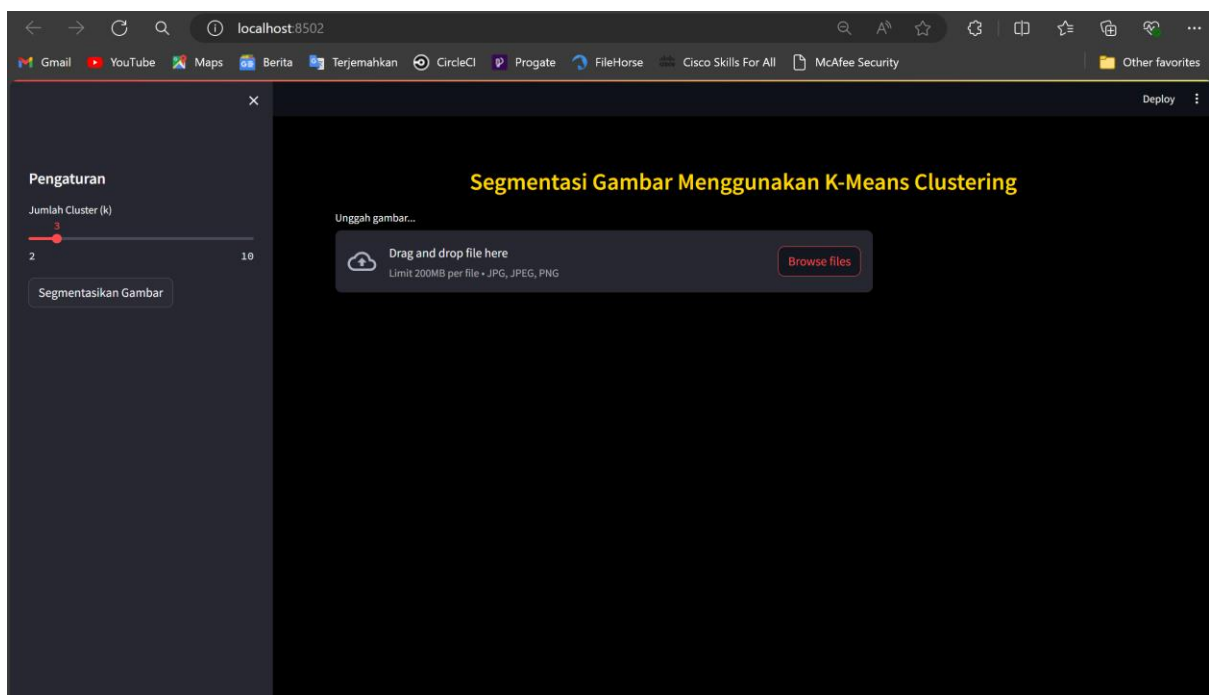 localhost:8502
Gmail YouTube Maps Berita Terjemahkan CircleCI Progate FileHorse Cisco Skills For All McAfee Security Other favorites
Deploy
Pengaturan
Jumlah Cluster (k)
3
2 10
Segmentasikan Gambar
Segmentasi Gambar Menggunakan K-Means Clustering
Unggah gambar...
Drag and drop file here
Limit 200MB per file • JPG, JPEG, PNG
Browse files